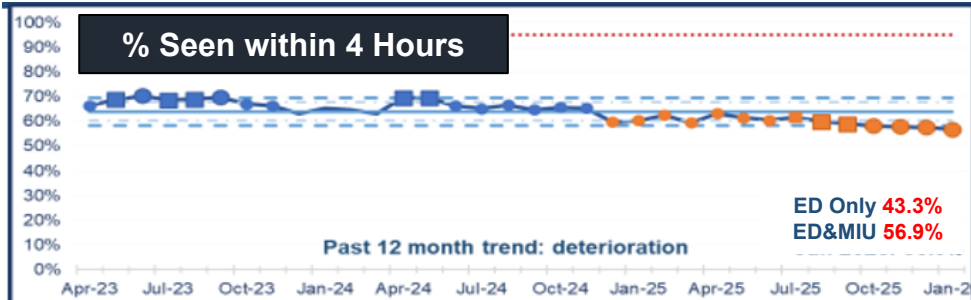 100%
% Seen within 4 Hours
90%
80%
70%
60%
50%
40%
30%
20%
10%
0%
ED Only 43.3%
ED&MIU 56.9%
Past 12 month trend: deterioration
Apr-23 Jul-23 Oct-23 Jan-24 Apr-24 Jul-24 Oct-24 Jan-25 Apr-25 Jul-25 Oct-25 Jan-2